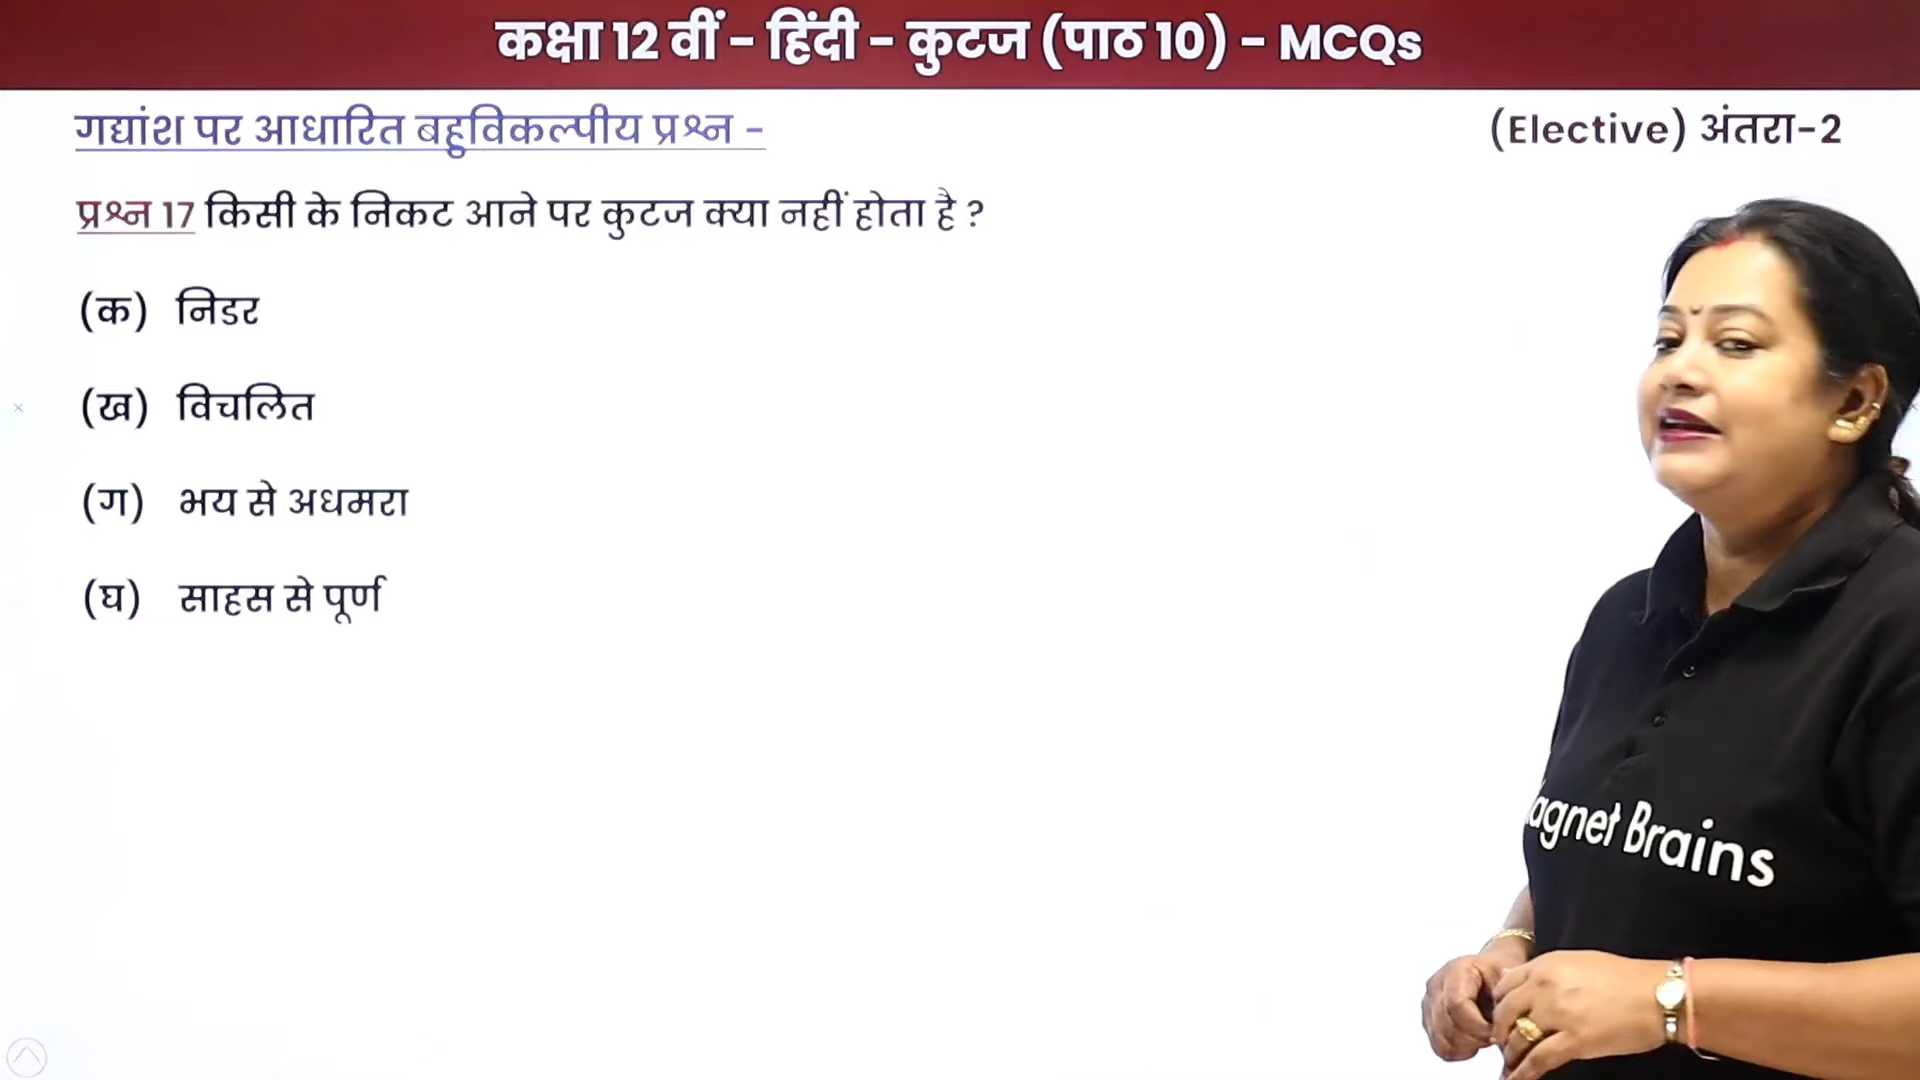 कक्षा 12 वीं - हिंदी - कुटज (पाठ 10) - MCQs
गद्यांश पर आधारित बहुविकल्पीय प्रश्न -
(Elective) अंतरा-2
प्रश्न 17 किसी के निकट आने पर कुटज क्या नहीं होता है ?
(क) निडर
(ख) विचलित
(ग) भय से अधमरा
(घ) साहस से पूर्ण
agnet Brains